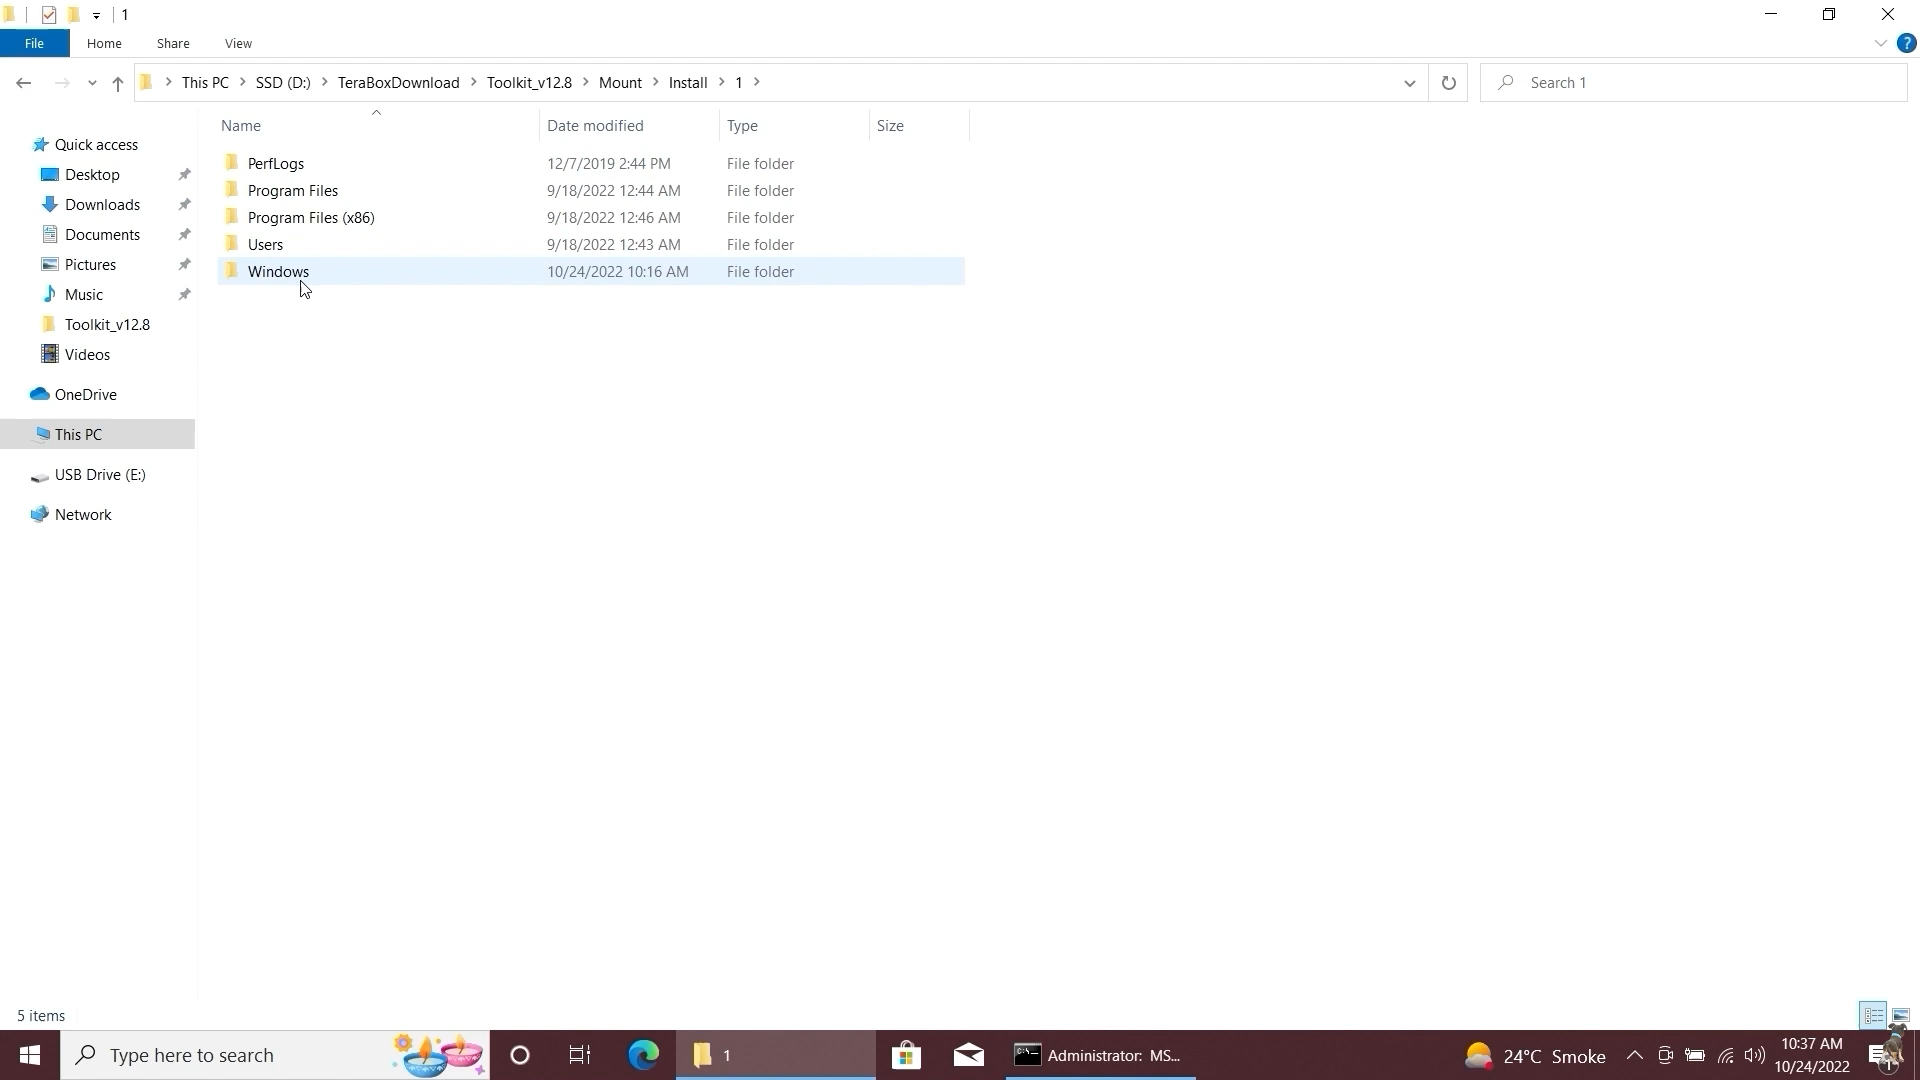 1
File Home Share View
This PC SSD (D:) TeraBoxDownload Toolkit_v12.8 Mount Install 1
Search 1
Name Date modified Type Size
PerfLogs 12/7/2019 2:44 PM File folder
Program Files 9/18/2022 12:44 AM File folder
Program Files (x86) 9/18/2022 12:46 AM File folder
Users 9/18/2022 12:43 AM File folder
Windows 10/24/2022 10:16 AM File folder
Quick access
Desktop
Downloads
Documents
Pictures
Music
Toolkit_v12.8
Videos
OneDrive
This PC
USB Drive (E:)
Network
5 items
Type here to search
1
Administrator: MS...
24°C Smoke
10:37 AM
10/24/2022
1